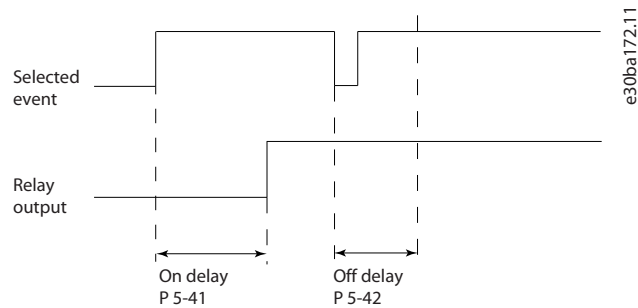 Selected
event
Relay
output
On delay
P 5-41
Off delay
P 5-42
e30ba172.11